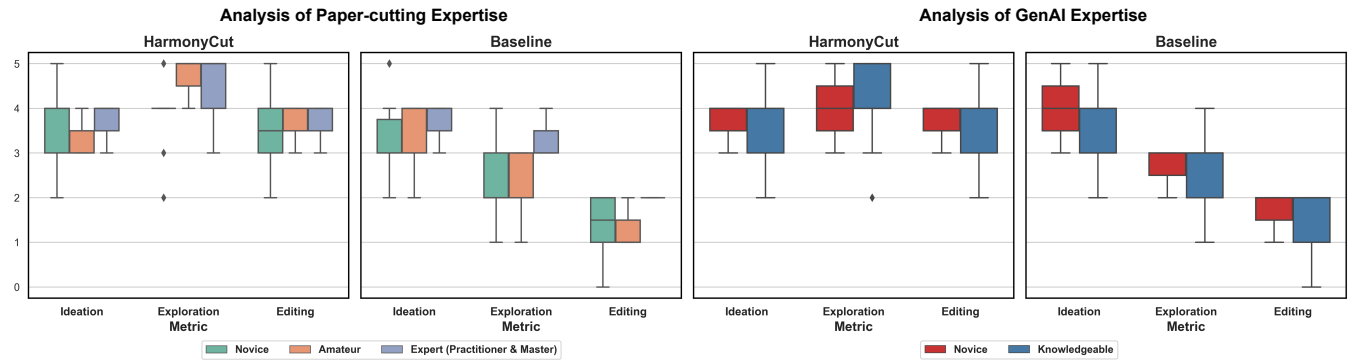 Analysis of Paper-cutting Expertise
Analysis of GenAI Expertise
HarmonyCut
Baseline
HarmonyCut
Baseline
5
4
3
2
1
0
Ideation Exploration Editing
Metric
Ideation Exploration Editing
Metric
Ideation Exploration Editing
Metric
Ideation Exploration Editing
Metric
Novice Amateur Expert (Practitioner & Master)
Novice Knowledgeable